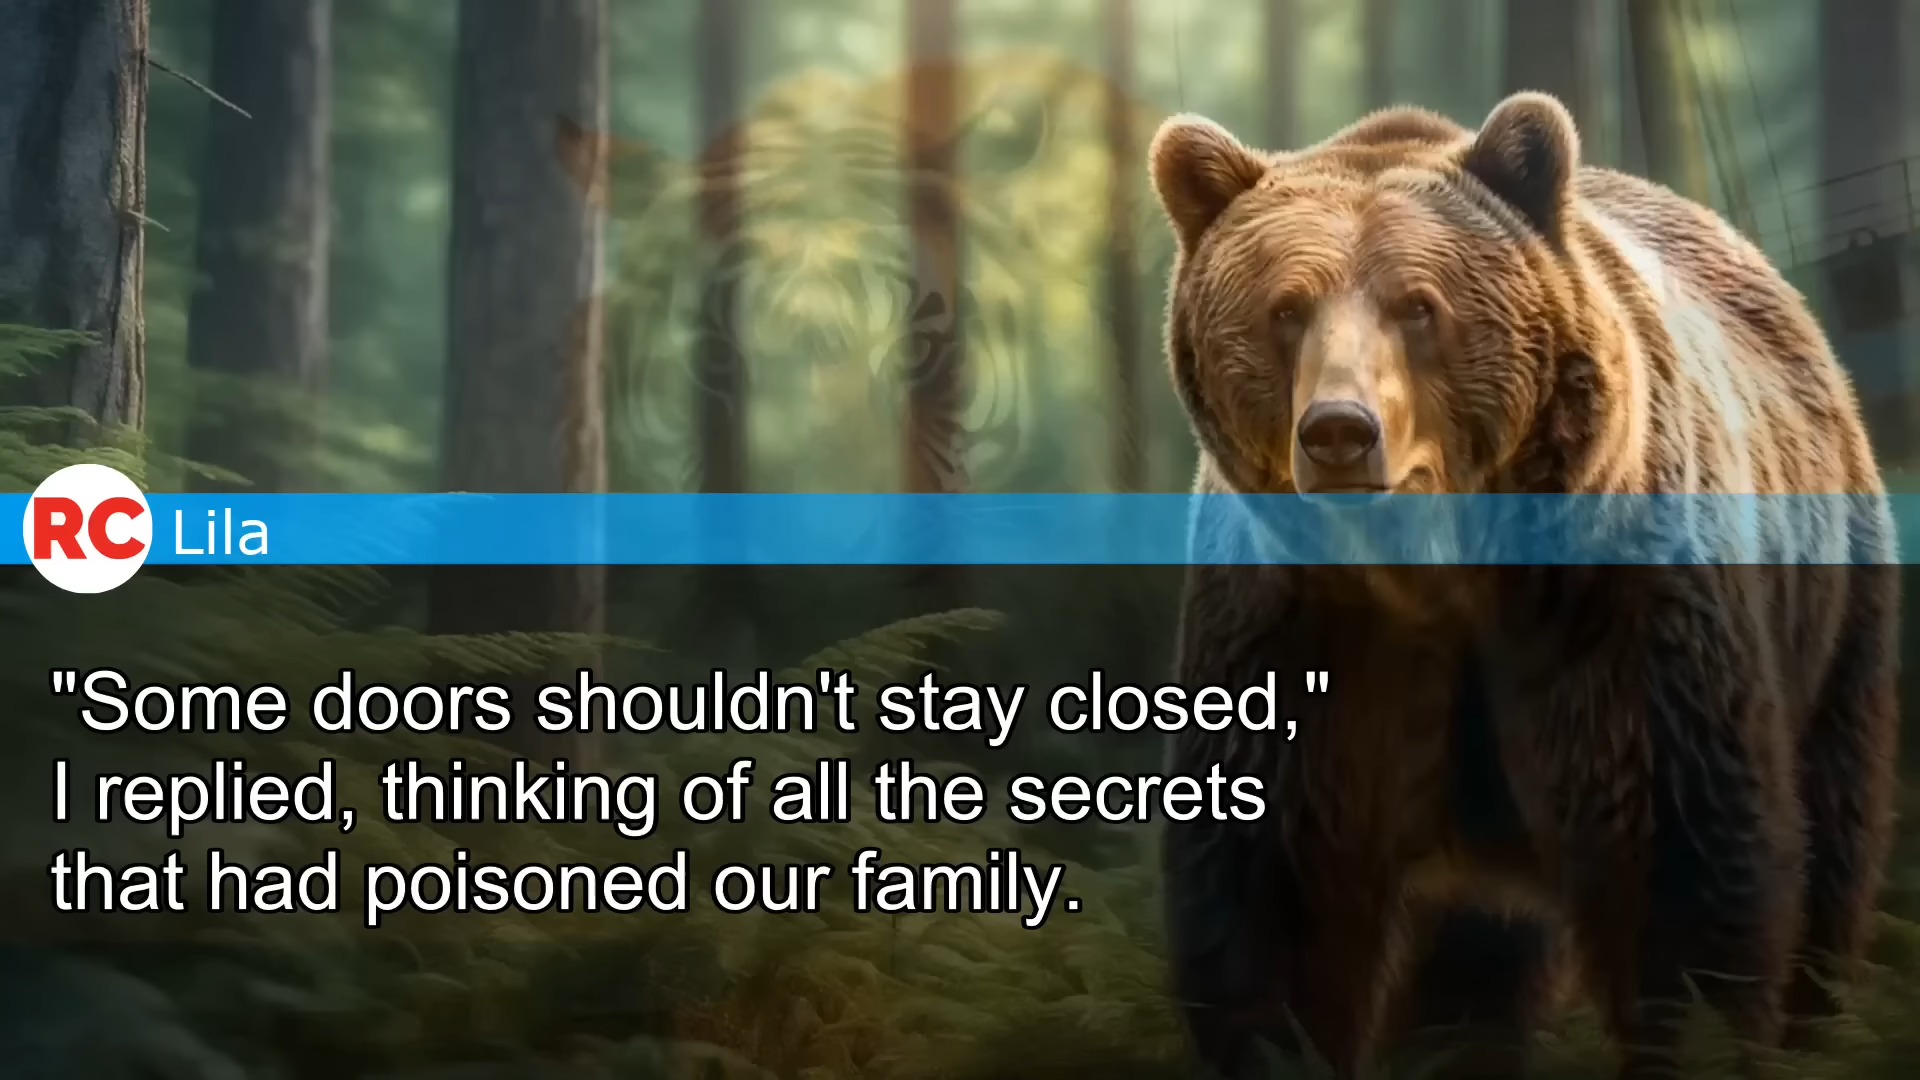 RC Lila
"Some doors shouldn't stay closed,"
I replied, thinking of all the secrets
that had poisoned our family.